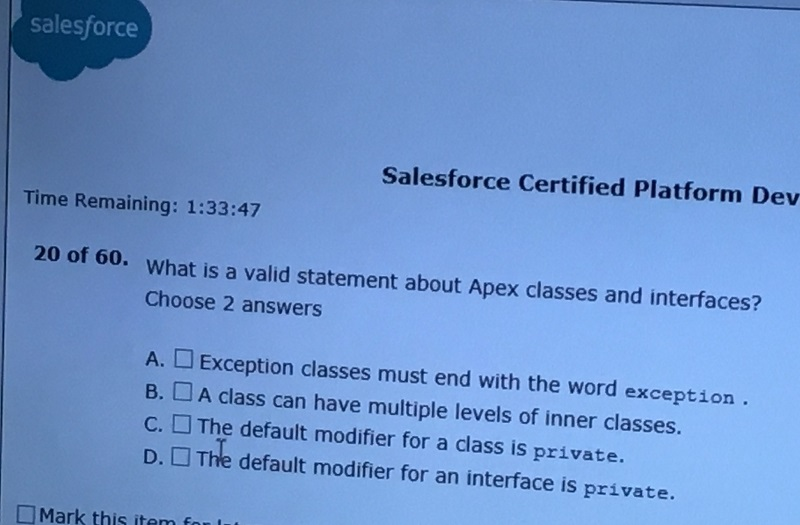 salesforce
Salesforce Certified Platform Dev
Time Remaining: 1:33:47
20 of 60. What is a valid statement about Apex classes and interfaces?
Choose 2 answers
A. Exception classes must end with the word exception .
B. A class can have multiple levels of inner classes.
C. The default modifier for a class is private.
D. The default modifier for an interface is private.
Mark this item for